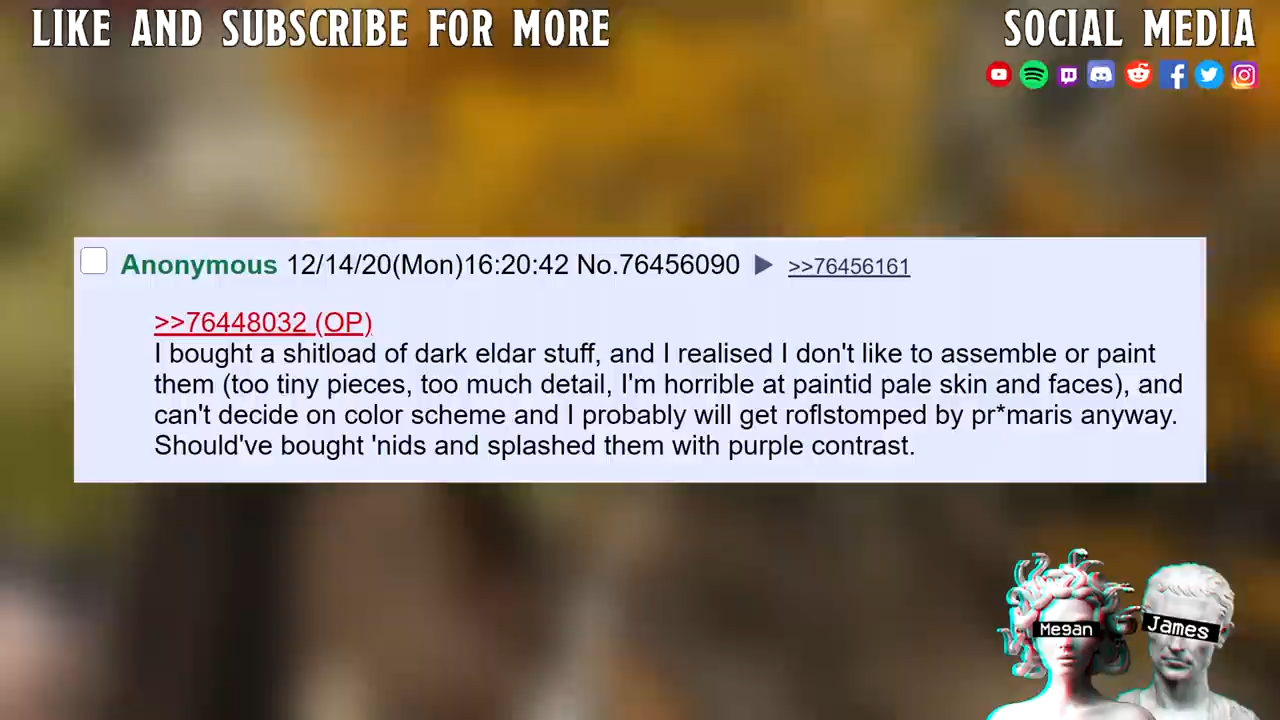 LIKE AND SUBSCRIBE FOR MORE
SOCIAL MEDIA
Anonymous 12/14/20(Mon)16:20:42 No.76456090 ▶ >>76456161
>>76448032 (OP)
I bought a shitload of dark eldar stuff, and I realised I don't like to assemble or paint
them (too tiny pieces, too much detail, I'm horrible at paintid pale skin and faces), and
can't decide on color scheme and I probably will get roflstomped by pr*maris anyway.
Should've bought 'nids and splashed them with purple contrast.
Megan
James